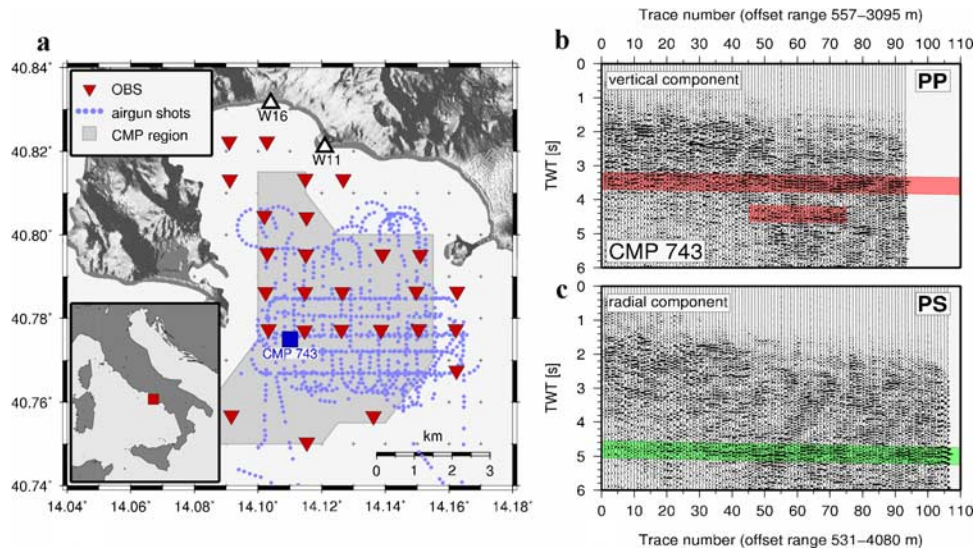 a
40.84˚
40.82˚
40.80˚
40.78˚
40.76˚
40.74˚
14.04˚ 14.06˚ 14.08˚ 14.10˚ 14.12˚ 14.14˚ 14.16˚ 14.18˚
OBS
airgun shots
CMP region
W16
W11
CMP 743
km
0 1 2 3
Trace number (offset range 557−3095 m)
b
0 10 20 30 40 50 60 70 80 90 100 110
vertical component
PP
TWT [s]
0
1
2
3
4
5
6
CMP 743
c
radial component
PS
TWT [s]
0
1
2
3
4
5
6
0 10 20 30 40 50 60 70 80 90 100 110
Trace number (offset range 531−4080 m)